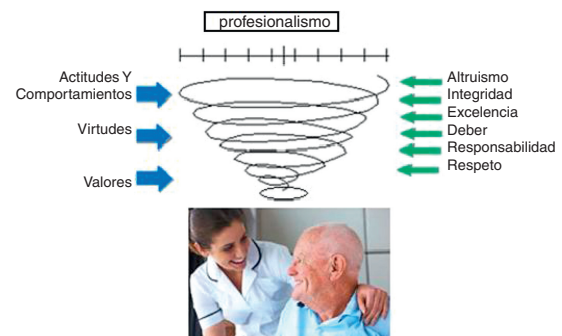 profesionalismo
Actitudes Y
Comportamientos
Virtudes
Valores
Altruismo
Integridad
Excelencia
Deber
Responsabilidad
Respeto